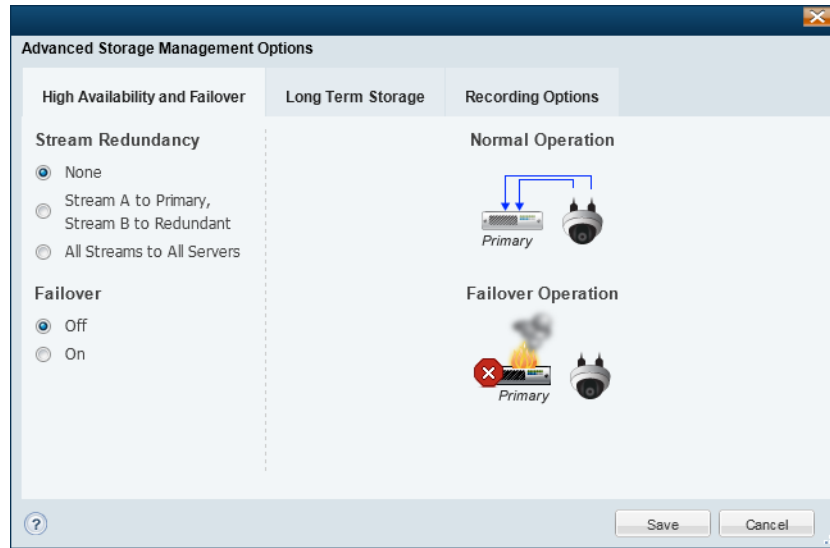 Advanced Storage Management Options
High Availability and Failover
Long Term Storage
Recording Options
Stream Redundancy
None
Stream A to Primary,
Stream B to Redundant
All Streams to All Servers
Failover
Off
On
Normal Operation
Primary
Failover Operation
Primary
?
Save
Cancel